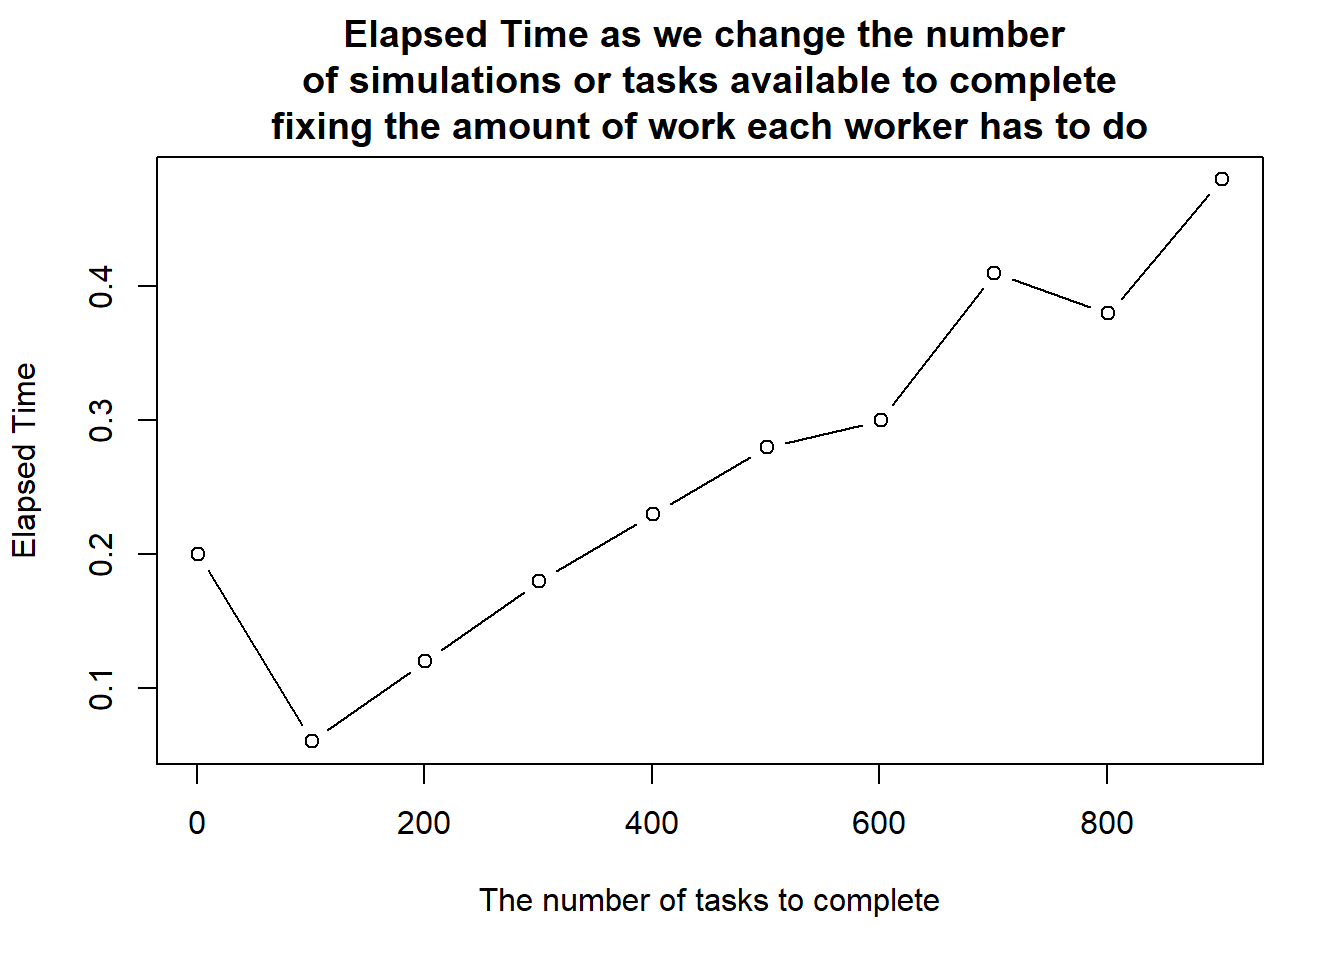 Elapsed Time as we change the number
of simulations or tasks available to complete
fixing the amount of work each worker has to do
Elapsed Time
0.4
0.3
0.2
0.1
0 200 400 600 800
The number of tasks to complete